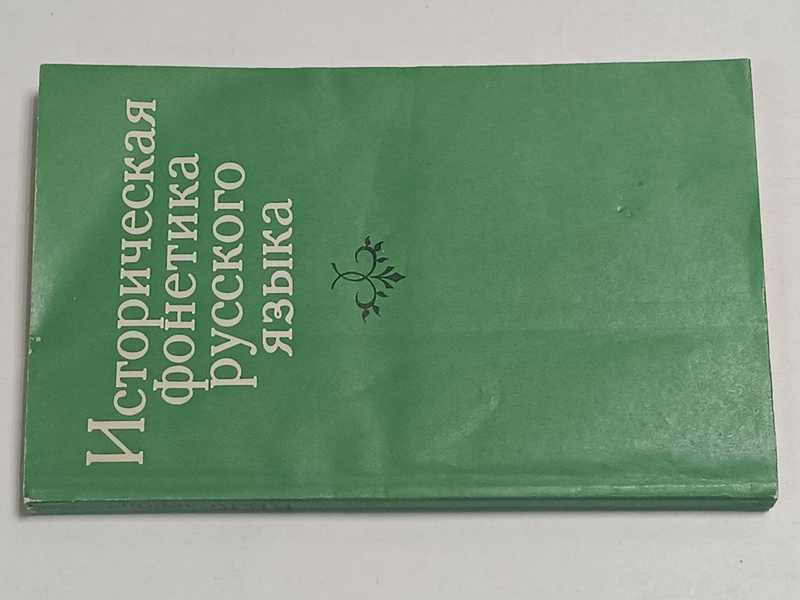 Историческая
фонетика
русского
языка